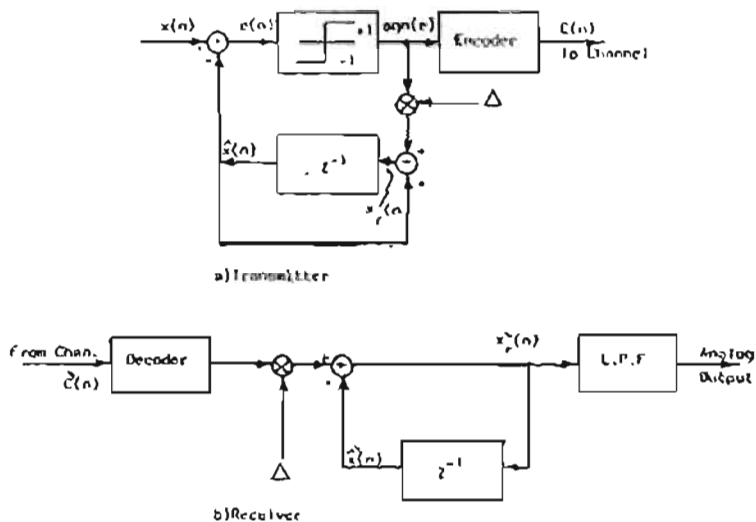 x(n)
e(n)
+1
-1
sgn(e)
Encoder
C(n)
To Channel
Δ
x̂(n)
z⁻¹
a)Transmitter
From Chan.
Decoder
L.P.F
Analog
Output
Δ
z⁻¹
b)Receiver